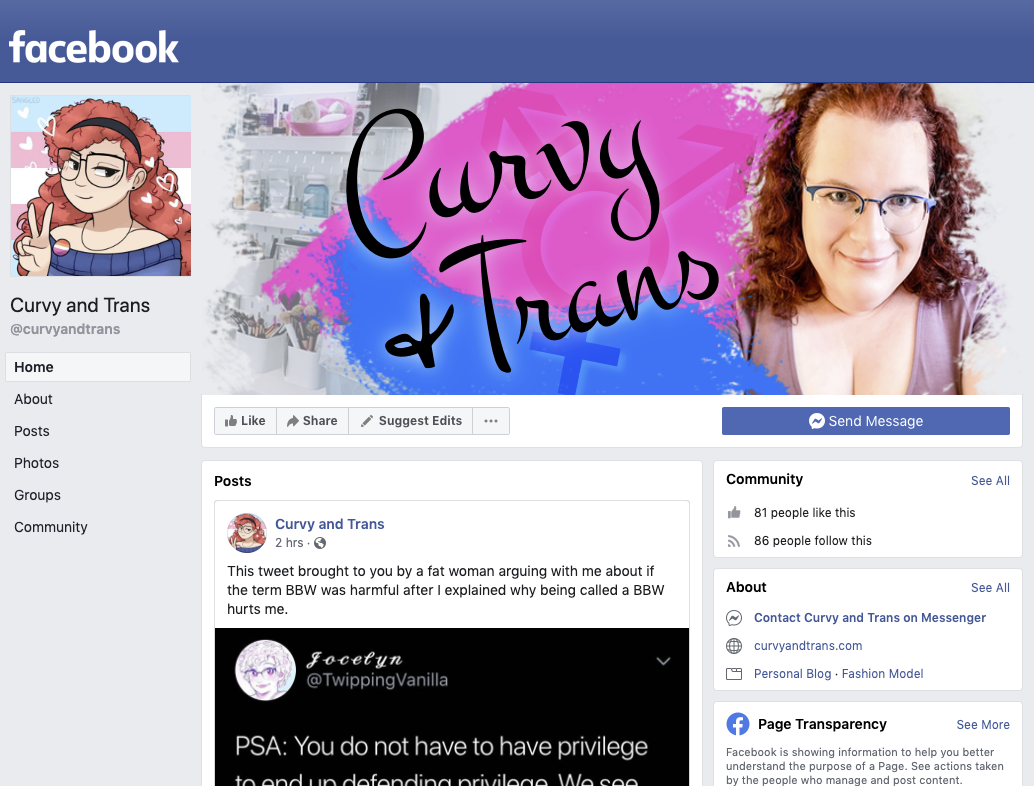 facebook
SANGLED
Curvy
& Trans
Curvy and Trans
@curvyandtrans
Home
About
Posts
Photos
Groups
Community
Like
Share
Suggest Edits
Send Message
Posts
Curvy and Trans
2 hrs ·
This tweet brought to you by a fat woman arguing with me about if
the term BBW was harmful after I explained why being called a BBW
hurts me.
Jocelyn
@TwippingVanilla
PSA: You do not have to have privilege
to end up defending privilege. We see
Community
See All
81 people like this
86 people follow this
About
See All
Contact Curvy and Trans on Messenger
curvyandtrans.com
Personal Blog · Fashion Model
Page Transparency
See More
Facebook is showing information to help you better
understand the purpose of a Page. See actions taken
by the people who manage and post content.